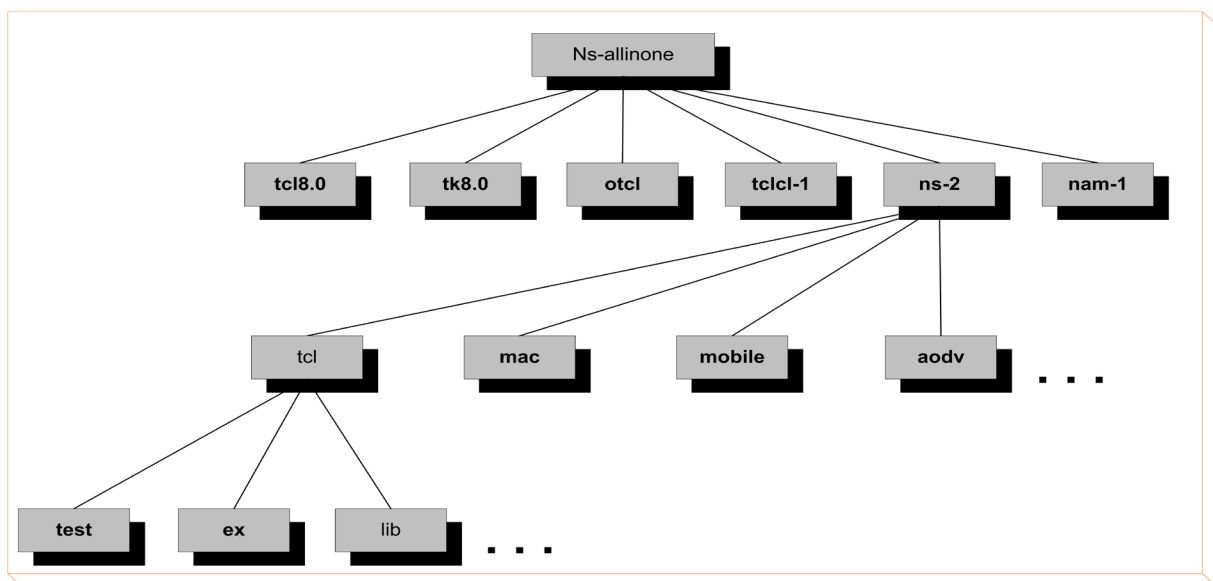 Ns-allinone
tcl8.0 tk8.0 otcl tclcl-1 ns-2 nam-1
tcl mac mobile aodv . . .
test ex lib . . .